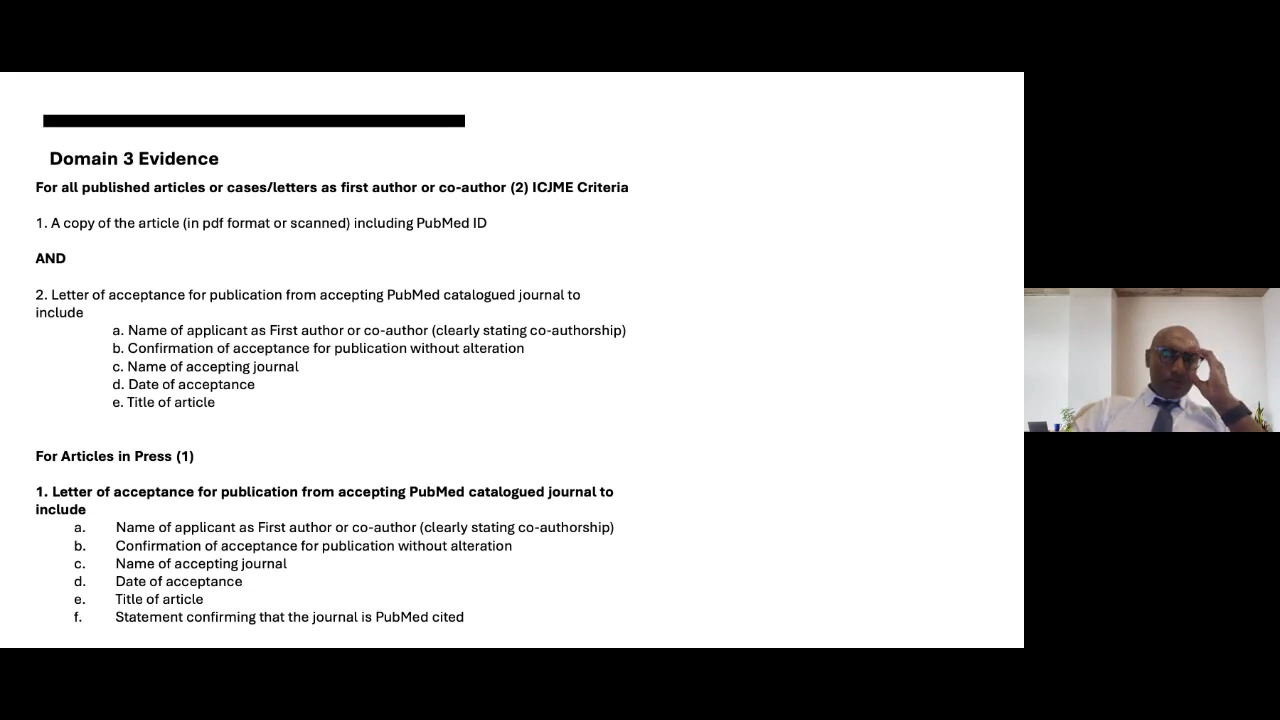 Domain 3 Evidence
For all published articles or cases/letters as first author or co-author (2) ICJME Criteria
1. A copy of the article (in pdf format or scanned) including PubMed ID
AND
2. Letter of acceptance for publication from accepting PubMed catalogued journal to
include
a. Name of applicant as First author or co-author (clearly stating co-authorship)
b. Confirmation of acceptance for publication without alteration
c. Name of accepting journal
d. Date of acceptance
e. Title of article
For Articles in Press (1)
1. Letter of acceptance for publication from accepting PubMed catalogued journal to
include
a. Name of applicant as First author or co-author (clearly stating co-authorship)
b. Confirmation of acceptance for publication without alteration
c. Name of accepting journal
d. Date of acceptance
e. Title of article
f. Statement confirming that the journal is PubMed cited